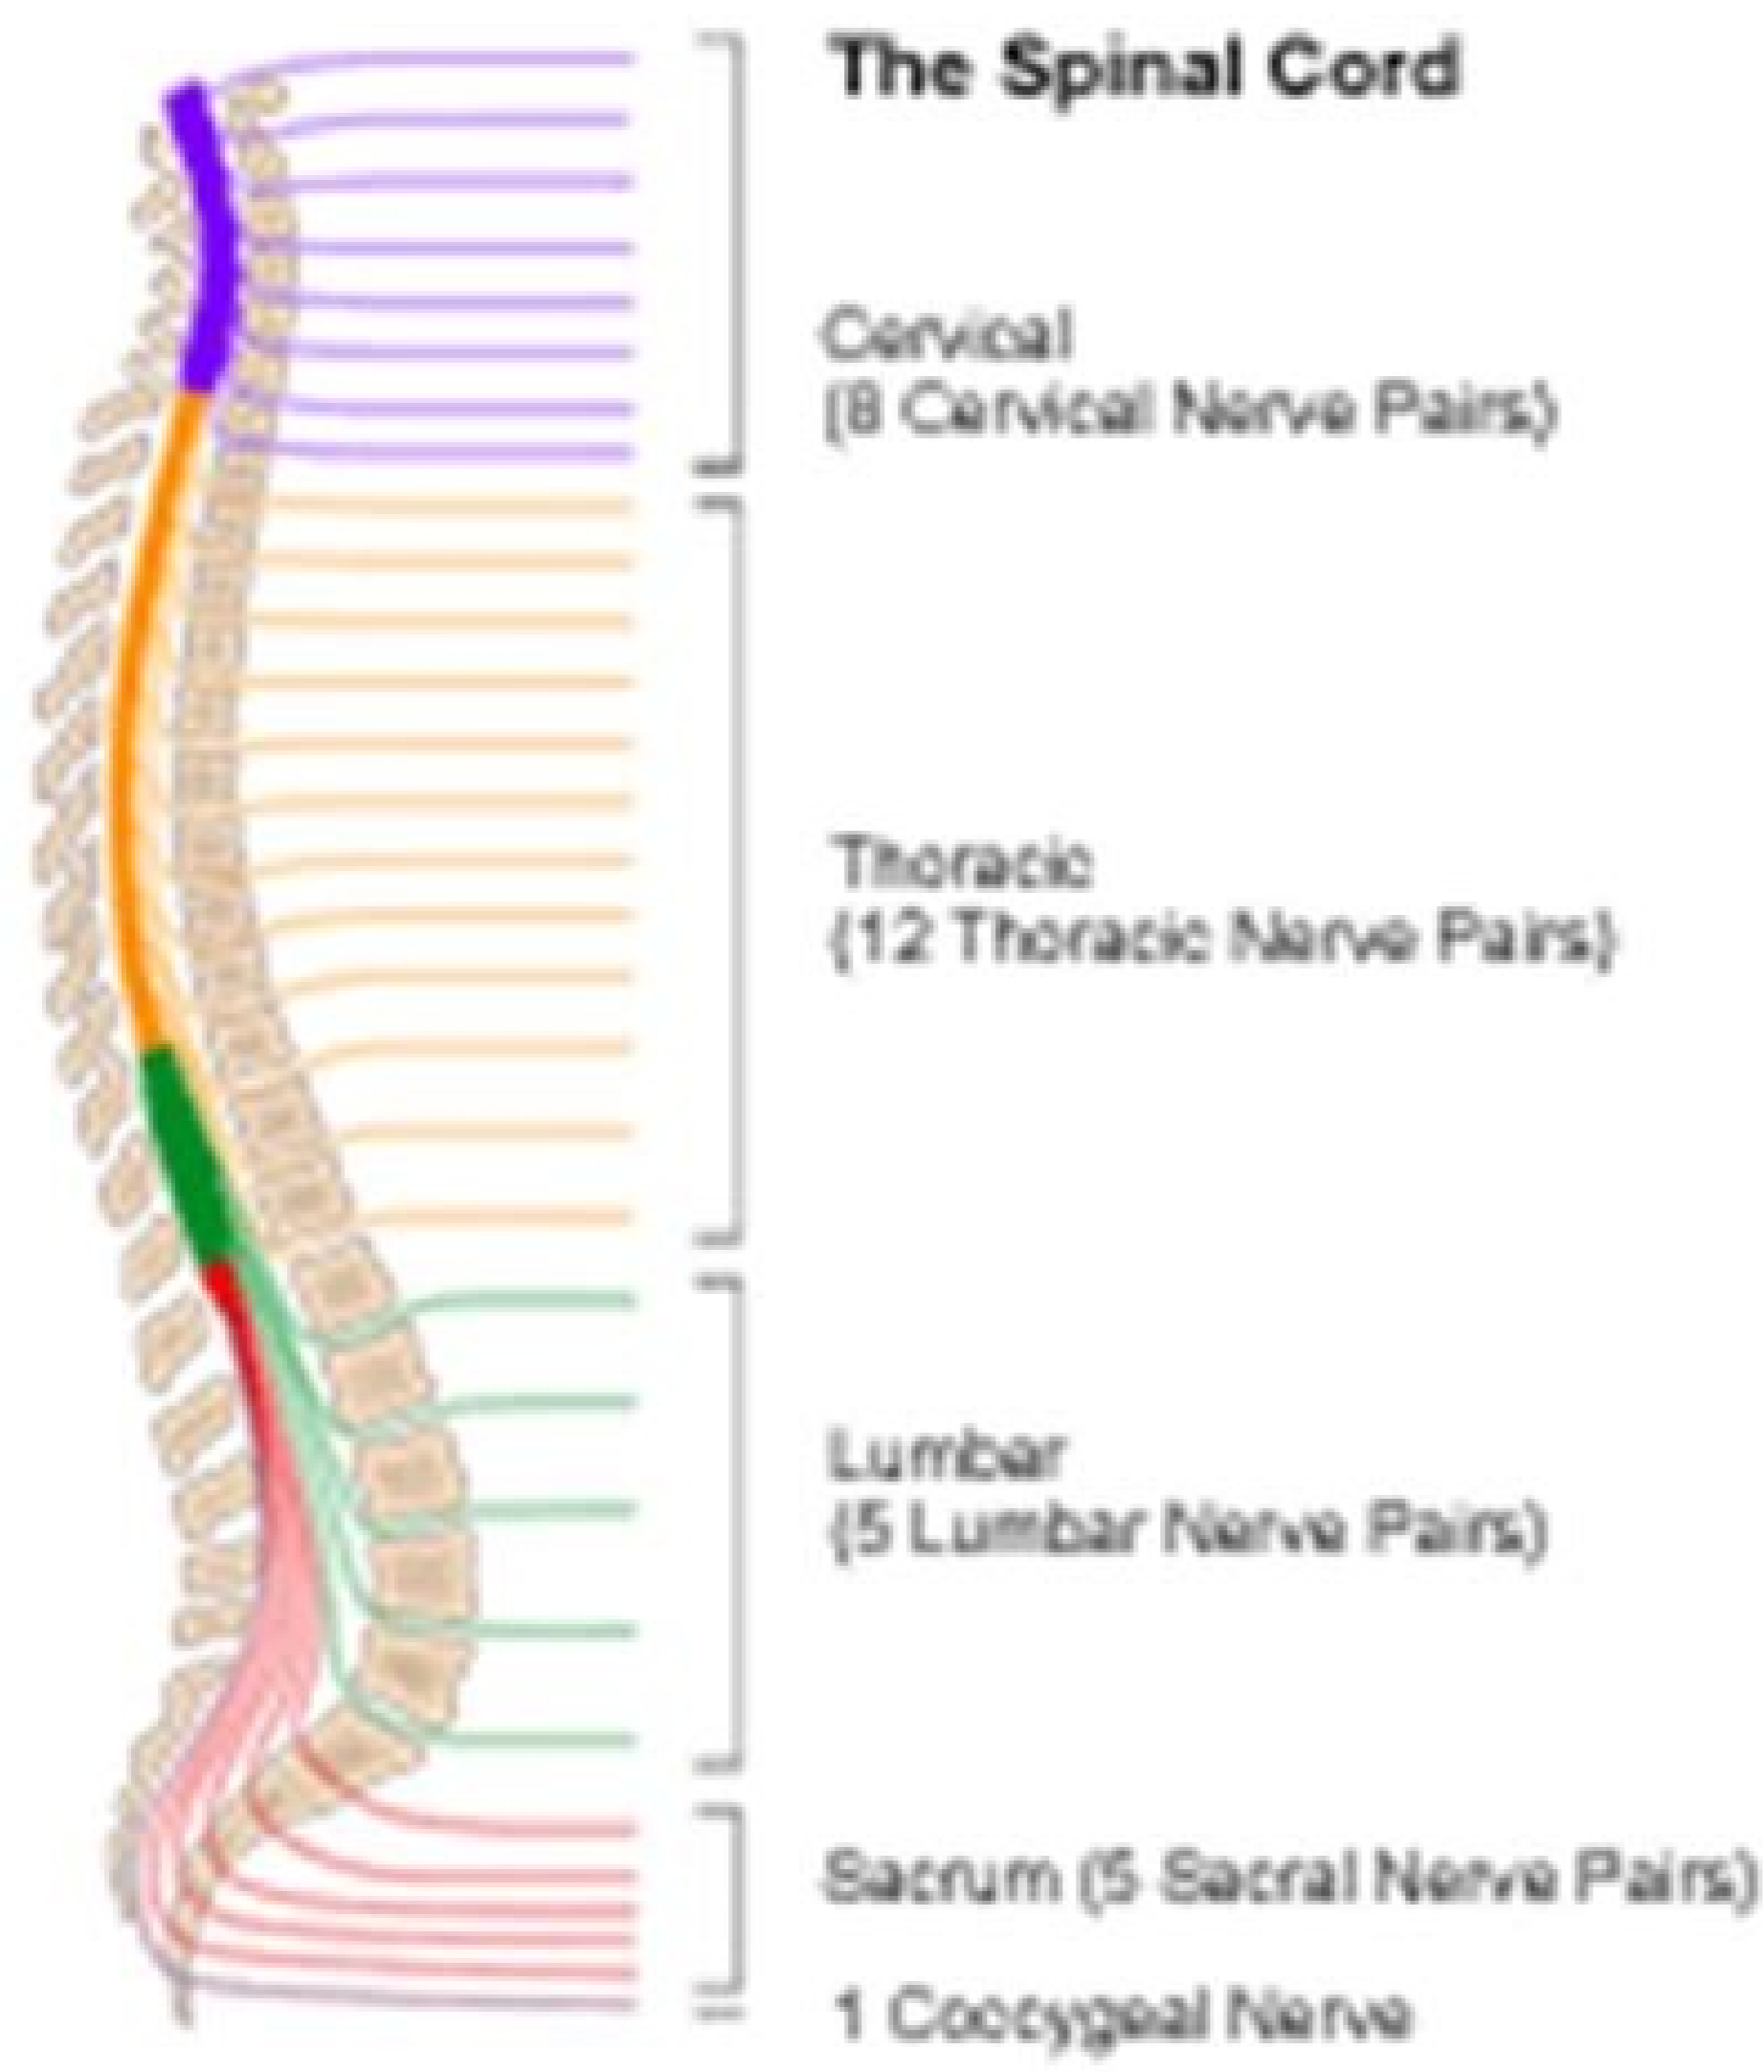 The Spinal Cord
Cervical
(8 Cervical Nerve Pairs)
Thoracic
(12 Thoracic Nerve Pairs)
Lumbar
(5 Lumbar Nerve Pairs)
Sacrum (5 Sacral Nerve Pairs)
1 Coccygeal Nerve